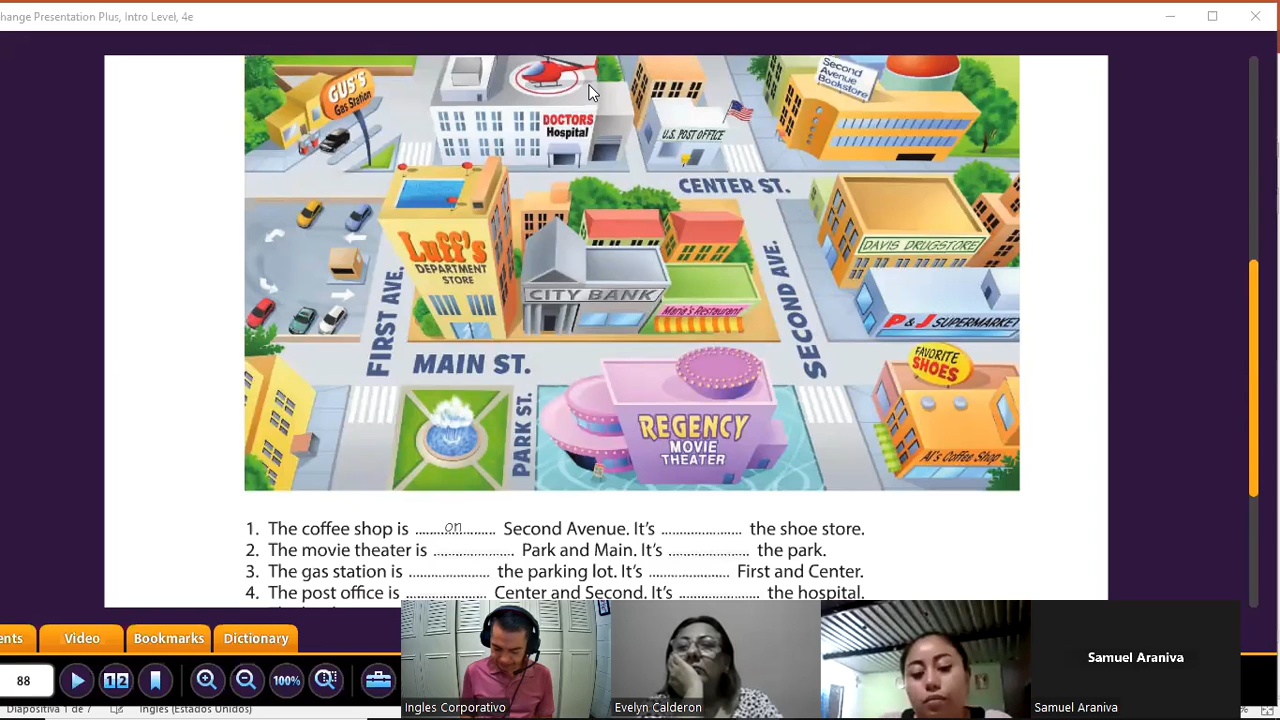 hange Presentation Plus, Intro Level, 4e
GUS'S
Gas Station
DOCTORS
Hospital
U.S. POST OFFICE
Second
Avenue
Bookstore
CENTER ST.
Luff's
DEPARTMENT
STORE
CITY BANK
Maria's Restaurant
DAVIS DRUGSTORE
P & J SUPERMARKET
FIRST AVE.
SECOND AVE.
MAIN ST.
PARK ST.
REGENCY
MOVIE
THEATER
FAVORITE
SHOES
Al's Coffee Shop
1. The coffee shop is ......on...... Second Avenue. It's ..................... the shoe store.
2. The movie theater is ..................... Park and Main. It's ..................... the park.
3. The gas station is ..................... the parking lot. It's ..................... First and Center.
4. The post office is ..................... Center and Second. It's ..................... the hospital.
ents Video Bookmarks Dictionary
88 12 100%
Diapositiva 1 de 7 Inglés (Estados Unidos)
Ingles Corporativo
Evelyn Calderon
Samuel Araniva
Samuel Araniva